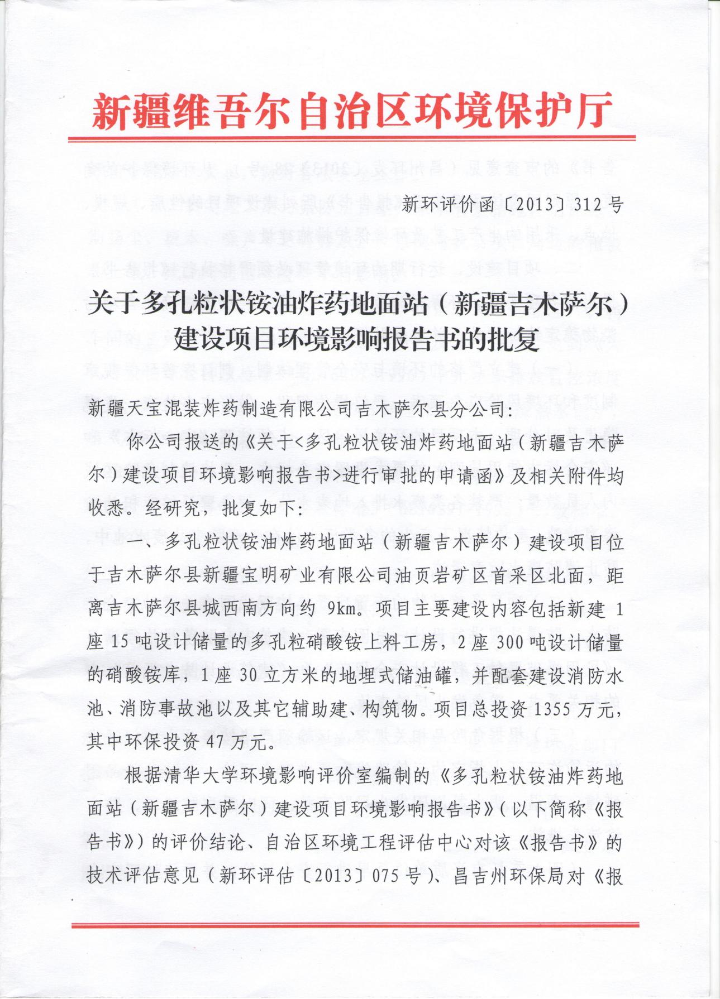 新疆维吾尔自治区环境保护厅
新环评价函〔2013〕312号
关于多孔粒状铵油炸药地面站（新疆吉木萨尔）
建设项目环境影响报告书的批复
新疆天宝混装炸药制造有限公司吉木萨尔县分公司：
你公司报送的《关于<多孔粒状铵油炸药地面站（新疆吉木萨
尔）建设项目环境影响报告书>进行审批的申请函》及相关附件均
收悉。经研究，批复如下：
一、多孔粒状铵油炸药地面站（新疆吉木萨尔）建设项目位
于吉木萨尔县新疆宝明矿业有限公司油页岩矿区首采区北面，距
离吉木萨尔县城西南方向约 9km。项目主要建设内容包括新建 1
座 15 吨设计储量的多孔粒硝酸铵上料工房，2 座 300 吨设计储量
的硝酸铵库，1 座 30 立方米的地埋式储油罐，并配套建设消防水
池、消防事故池以及其它辅助建、构筑物。项目总投资 1355 万元，
其中环保投资 47 万元。
根据清华大学环境影响评价室编制的《多孔粒状铵油炸药地
面站（新疆吉木萨尔）建设项目环境影响报告书》（以下简称《报
告书》）的评价结论、自治区环境工程评估中心对该《报告书》的
技术评估意见（新环评估〔2013〕075 号）、昌吉州环保局对《报